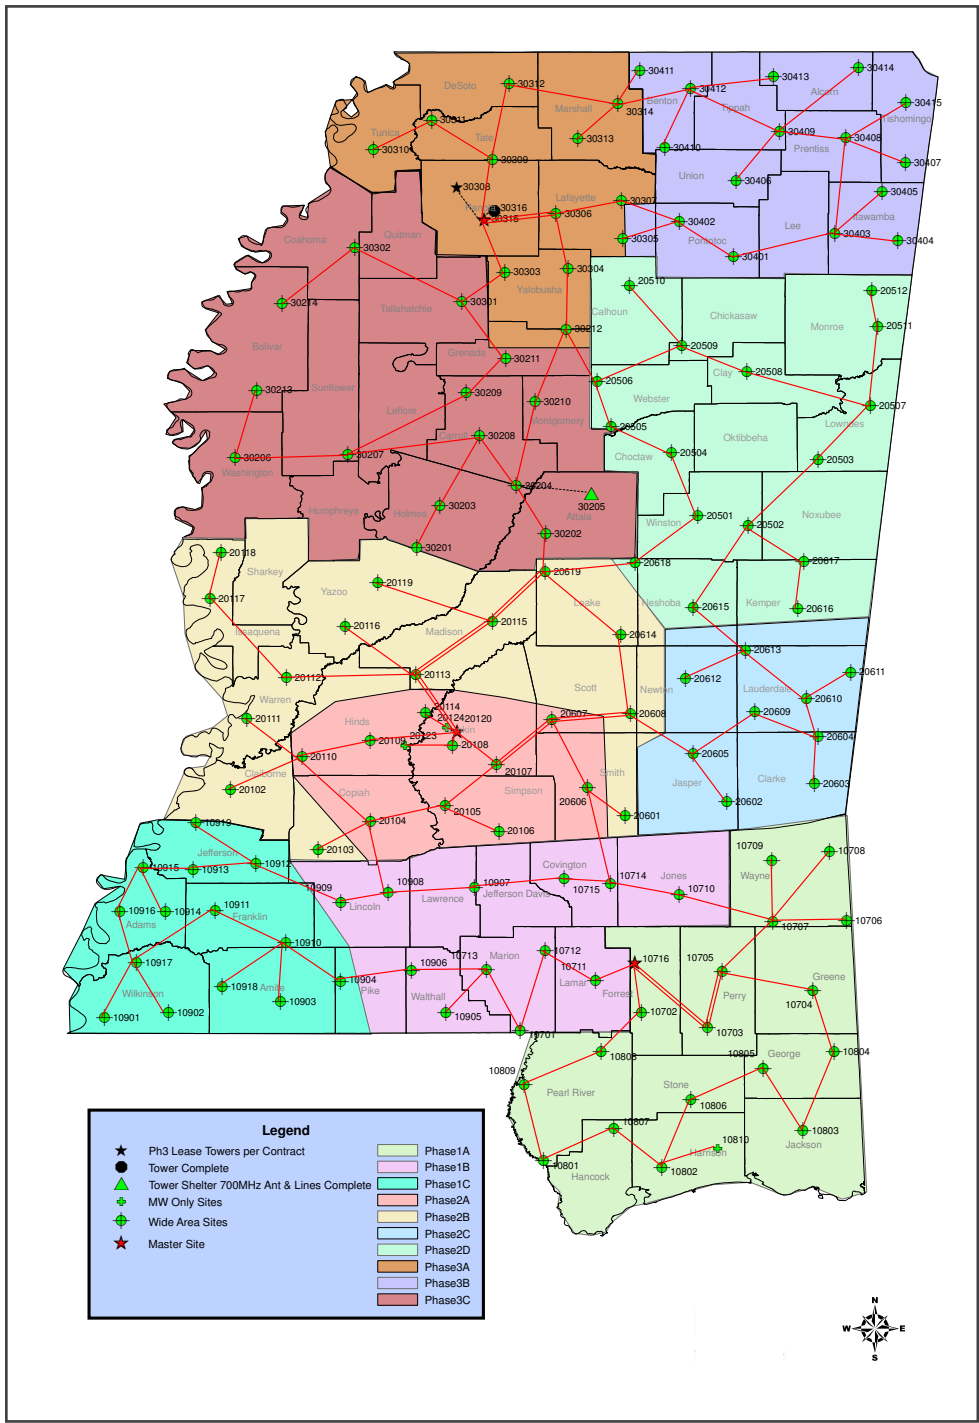 30411
30414
30413
DeSoto
30312
30412
Benton
Alcorn
Marshall
30314
Tippah
30415
Tishomingo
30311
Tunica
Tate
30313
30409
30408
Prentiss
30310
30410
30309
30407
Union
30406
30308
30405
Lafayette
30307
30316
30315
30306
30402
Itawamba
Lee
30403
Coahoma
Quitman
30305
Pontotoc
30404
30302
30401
30303
30304
20510
20512
Yalobusha
30214
30301
Tallahatchie
Calhoun
Chickasaw
Monroe
20511
30212
Bolivar
Grenada
30211
20509
Clay
20508
Sunflower
30213
30209
30210
20506
Webster
20507
Leflore
Montgomery
20505
Lowndes
Carroll
30208
Oktibbeha
30206
30207
Choctaw
20504
20503
Washington
30204
30203
30205
Humphreys
Holmes
Attala
20501
Winston
20502
Noxubee
30202
30201
20118
20618
20617
Sharkey
20619
Yazoo
20119
20117
Leake
Neshoba
Kemper
20615
20616
Issaquena
20116
Madison
20115
20614
20613
20112
20113
20611
20612
Scott
Newton
Lauderdale
Warren
20610
20111
Hinds
20114
20124
20120
20607
20608
20609
20109
20123
20604
20110
20108
20605
20107
Claiborne
Smith
Jasper
Clarke
20603
20102
Copiah
Simpson
20606
20602
20105
20601
10919
20104
20106
20103
Jefferson
10709
10708
10912
Covington
10915
10913
10714
Wayne
10909
10908
10907
10715
Jones
Lawrence
Jefferson Davis
10710
Lincoln
10916
10914
10911
10706
Franklin
10707
Adams
10910
10712
10713
Marion
10917
10906
10711
10716
10705
10904
Lamar
Greene
10918
Amite
Pike
Forrest
Perry
10704
Wilkinson
Walthall
10903
10905
10702
10901
10902
10701
10703
10808
10805
George
10804
10809
Stone
Pearl River
10806
10807
10810
10803
Jackson
Harrison
10801
10802
Hancock
Legend
Ph3 Lease Towers per Contract
Tower Complete
Tower Shelter 700MHz Ant & Lines Complete
MW Only Sites
Wide Area Sites
Master Site
Phase1A
Phase1B
Phase1C
Phase2A
Phase2B
Phase2C
Phase2D
Phase3A
Phase3B
Phase3C
N
W E
S